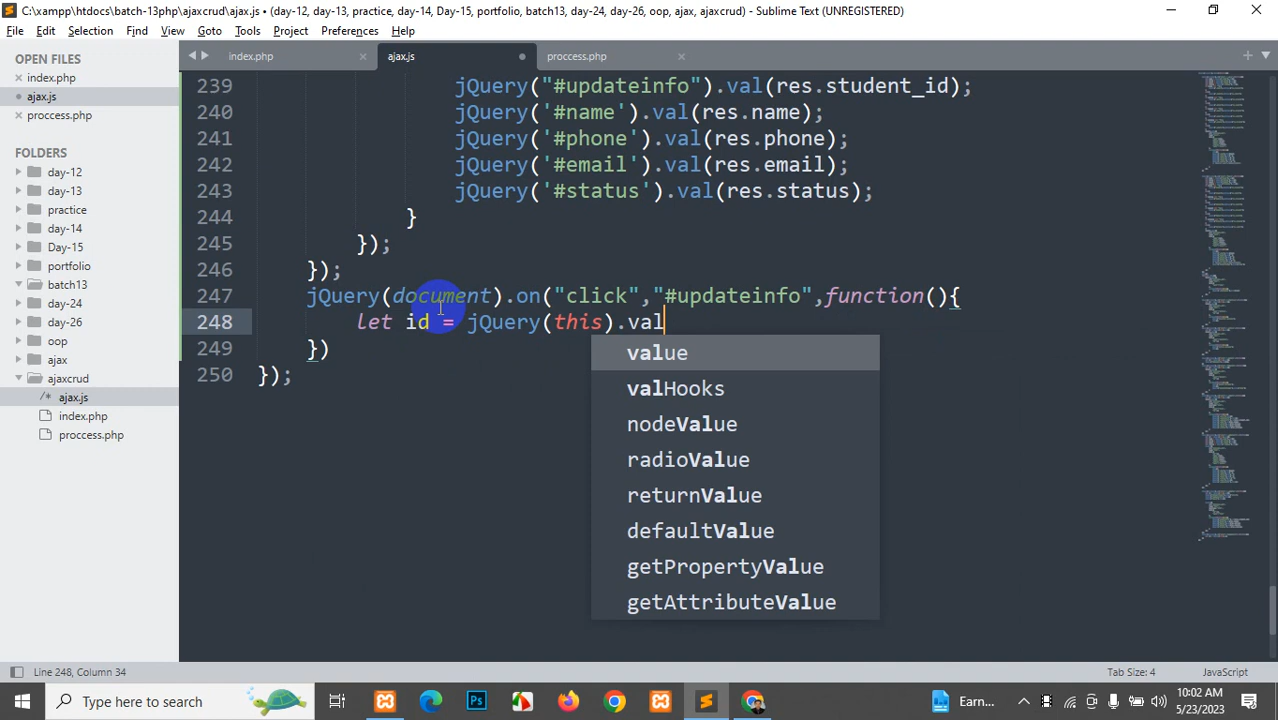 C:\xampp\htdocs\batch-13php\ajaxcrud\ajax.js • (day-12, day-13, practice, day-14, Day-15, portfolio, batch13, day-24, day-26, oop, ajax, ajaxcrud) - Sublime Text (UNREGISTERED)
File Edit Selection Find View Goto Tools Project Preferences Help
OPEN FILES
index.php
ajax.js
proccess.php
FOLDERS
day-12
day-13
practice
day-14
Day-15
portfolio
batch13
day-24
day-26
oop
ajax
ajaxcrud
/* ajax.js
index.php
proccess.php
index.php ajax.js proccess.php
239 jQuery("#updateinfo").val(res.student_id);
240 jQuery('#name').val(res.name);
241 jQuery('#phone').val(res.phone);
242 jQuery('#email').val(res.email);
243 jQuery('#status').val(res.status);
244 }
245 });
246 });
247 jQuery(document).on("click","#updateinfo",function(){
248 let id = jQuery(this).val
249 })
250 });
value
valHooks
nodeValue
radioValue
returnValue
defaultValue
getPropertyValue
getAttributeValue
Line 248, Column 34 Tab Size: 4 JavaScript
Type here to search Ps Earn... 10:02 AM
5/23/2023